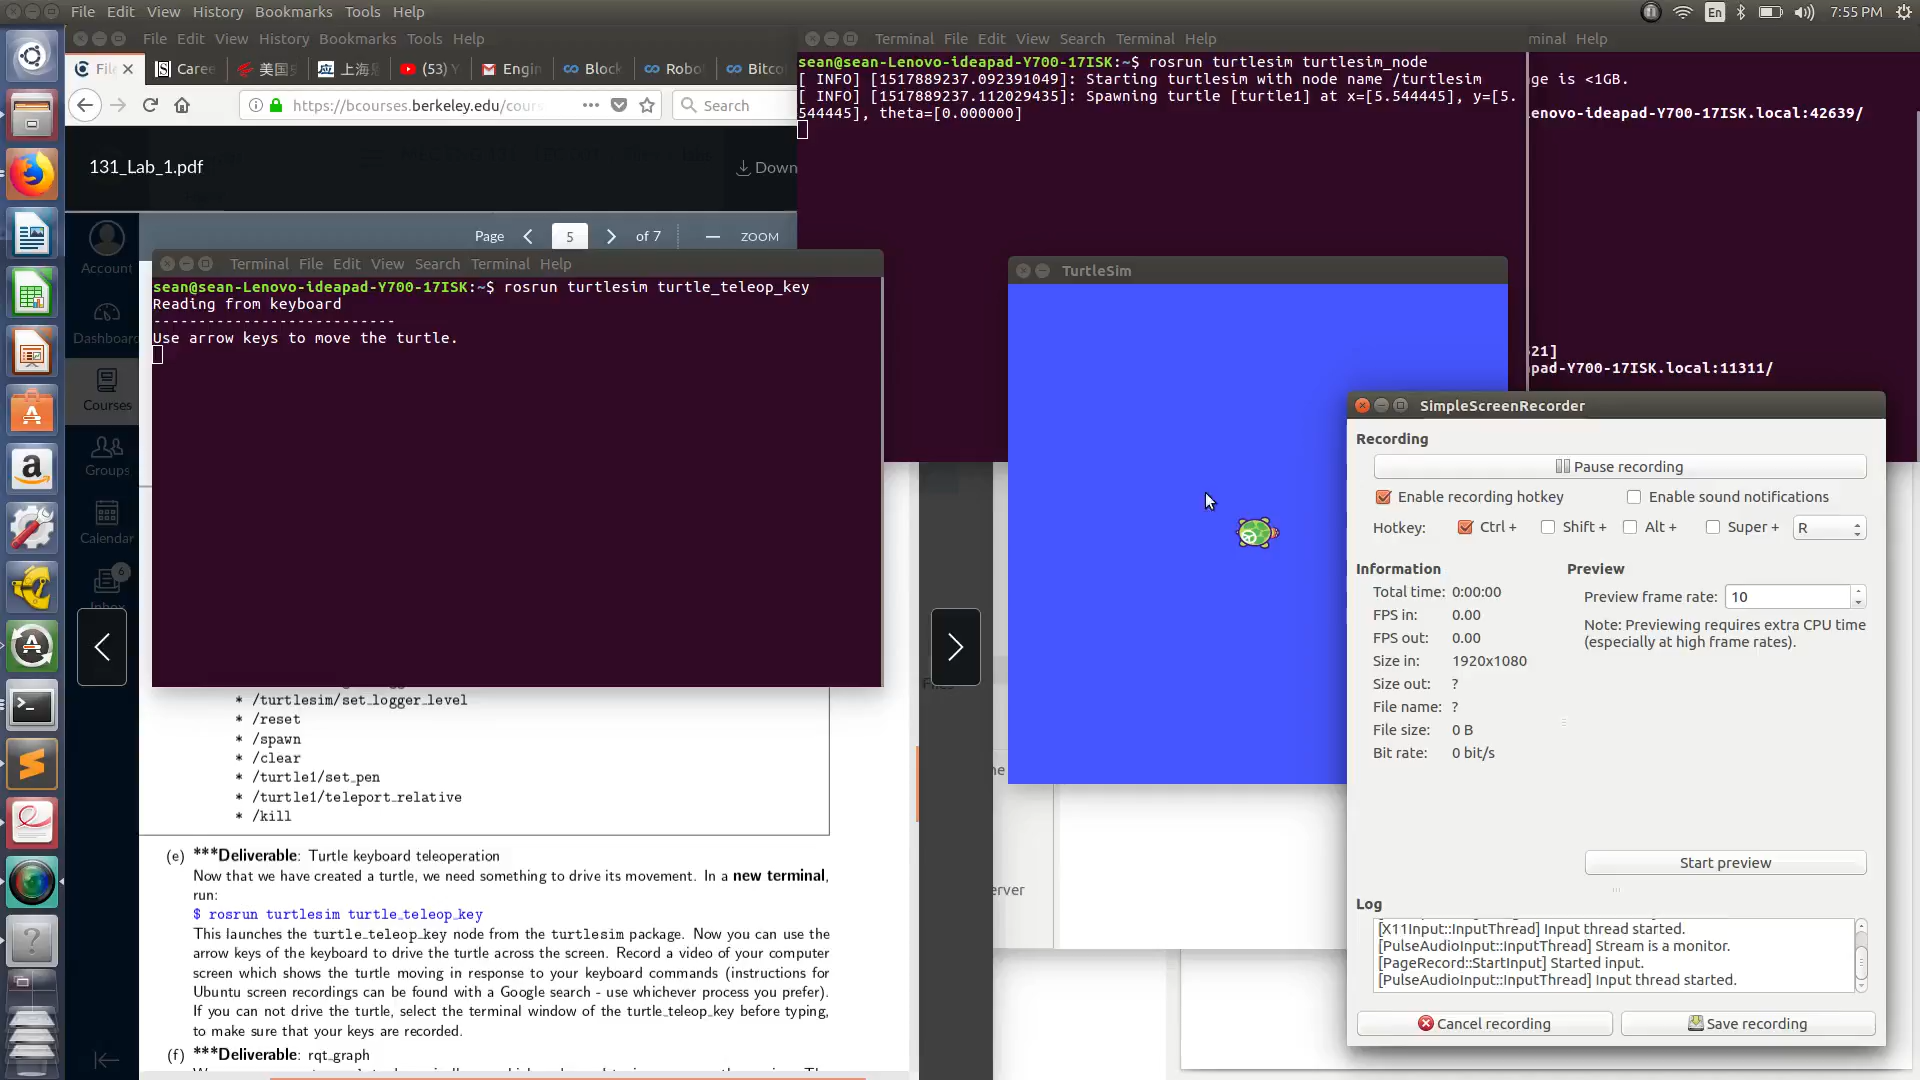 File Edit View History Bookmarks Tools Help
En
7:55 PM
File Edit View History Bookmarks Tools Help
Caree
美国
上海
(53)
Engin
Block
Robo
Bitco
https://bcourses.berkeley.edu/cours
Search
131_Lab_1.pdf
Down
Page 5 of 7
ZOOM
Account
Dashboar
Courses
Groups
Calendar
6
Inbox
Terminal File Edit View Search Terminal Help
sean@sean-Lenovo-ideapad-Y700-17ISK:~$ rosrun turtlesim turtlesim_node
[ INFO] [1517889237.092391049]: Starting turtlesim with node name /turtlesim
[ INFO] [1517889237.112029435]: Spawning turtle [turtle1] at x=[5.544445], y=[5.
544445], theta=[0.000000]
minal Help
ge is <1GB.
enovo-ideapad-Y700-17ISK.local:42639/
21]
pad-Y700-17ISK.local:11311/
Terminal File Edit View Search Terminal Help
sean@sean-Lenovo-ideapad-Y700-17ISK:~$ rosrun turtlesim turtle_teleop_key
Reading from keyboard
---------------------------
Use arrow keys to move the turtle.
TurtleSim
* /turtlesim/set_logger_level
* /reset
* /spawn
* /clear
* /turtle1/set_pen
* /turtle1/teleport_relative
* /kill
(e) ***Deliverable: Turtle keyboard teleoperation
Now that we have created a turtle, we need something to drive its movement. In a new terminal,
run:
$ rosrun turtlesim turtle_teleop_key
This launches the turtle_teleop_key node from the turtlesim package. Now you can use the
arrow keys of the keyboard to drive the turtle across the screen. Record a video of your computer
screen which shows the turtle moving in response to your keyboard commands (instructions for
Ubuntu screen recordings can be found with a Google search - use whichever process you prefer).
If you can not drive the turtle, select the terminal window of the turtle_teleop_key before typing,
to make sure that your keys are recorded.
(f) ***Deliverable: rqt_graph
erver
SimpleScreenRecorder
Recording
Pause recording
Enable recording hotkey
Enable sound notifications
Hotkey: Ctrl + Shift + Alt + Super + R
Information
Total time: 0:00:00
FPS in: 0.00
FPS out: 0.00
Size in: 1920x1080
Size out: ?
File name: ?
File size: 0 B
Bit rate: 0 bit/s
Preview
Preview frame rate: 10
Note: Previewing requires extra CPU time
(especially at high frame rates).
Start preview
Log
[X11Input::InputThread] Input thread started.
[PulseAudioInput::InputThread] Stream is a monitor.
[PageRecord::StartInput] Started input.
[PulseAudioInput::InputThread] Input thread started.
Cancel recording
Save recording